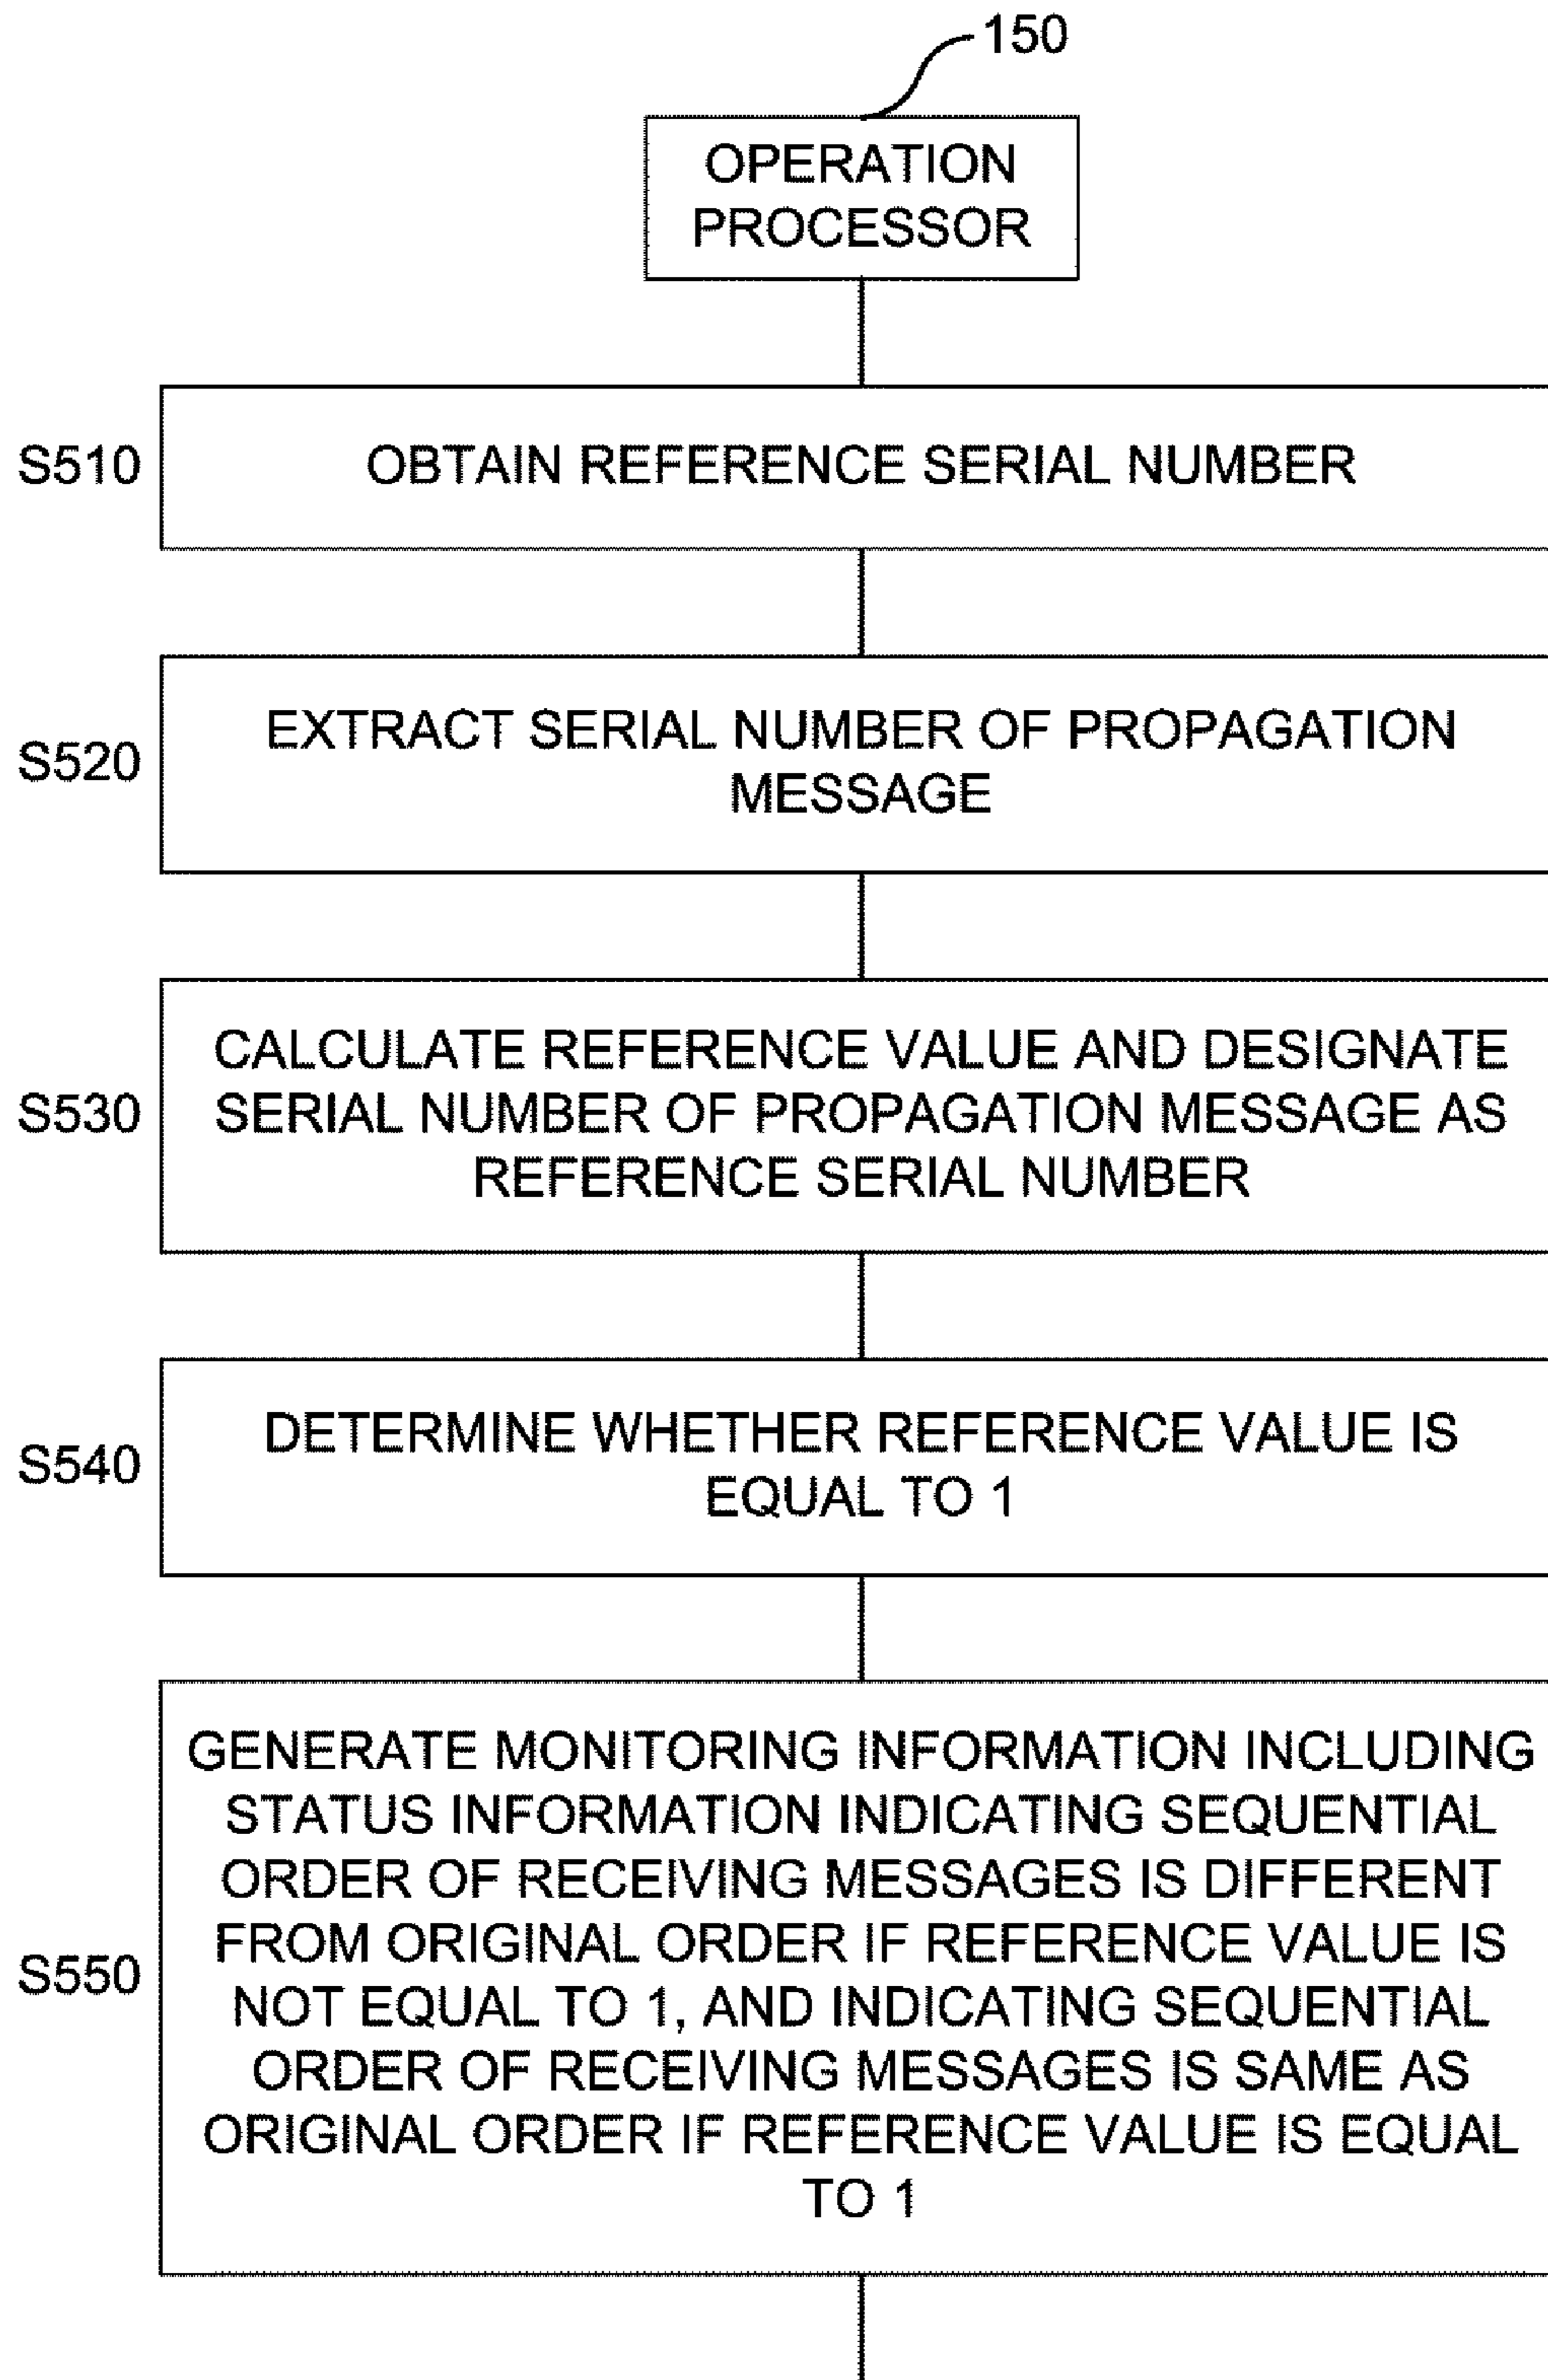 150
OPERATION
PROCESSOR
S510
OBTAIN REFERENCE SERIAL NUMBER
S520
EXTRACT SERIAL NUMBER OF PROPAGATION
MESSAGE
S530
CALCULATE REFERENCE VALUE AND DESIGNATE
SERIAL NUMBER OF PROPAGATION MESSAGE AS
REFERENCE SERIAL NUMBER
S540
DETERMINE WHETHER REFERENCE VALUE IS
EQUAL TO 1
S550
GENERATE MONITORING INFORMATION INCLUDING
STATUS INFORMATION INDICATING SEQUENTIAL
ORDER OF RECEIVING MESSAGES IS DIFFERENT
FROM ORIGINAL ORDER IF REFERENCE VALUE IS
NOT EQUAL TO 1, AND INDICATING SEQUENTIAL
ORDER OF RECEIVING MESSAGES IS SAME AS
ORIGINAL ORDER IF REFERENCE VALUE IS EQUAL
TO 1